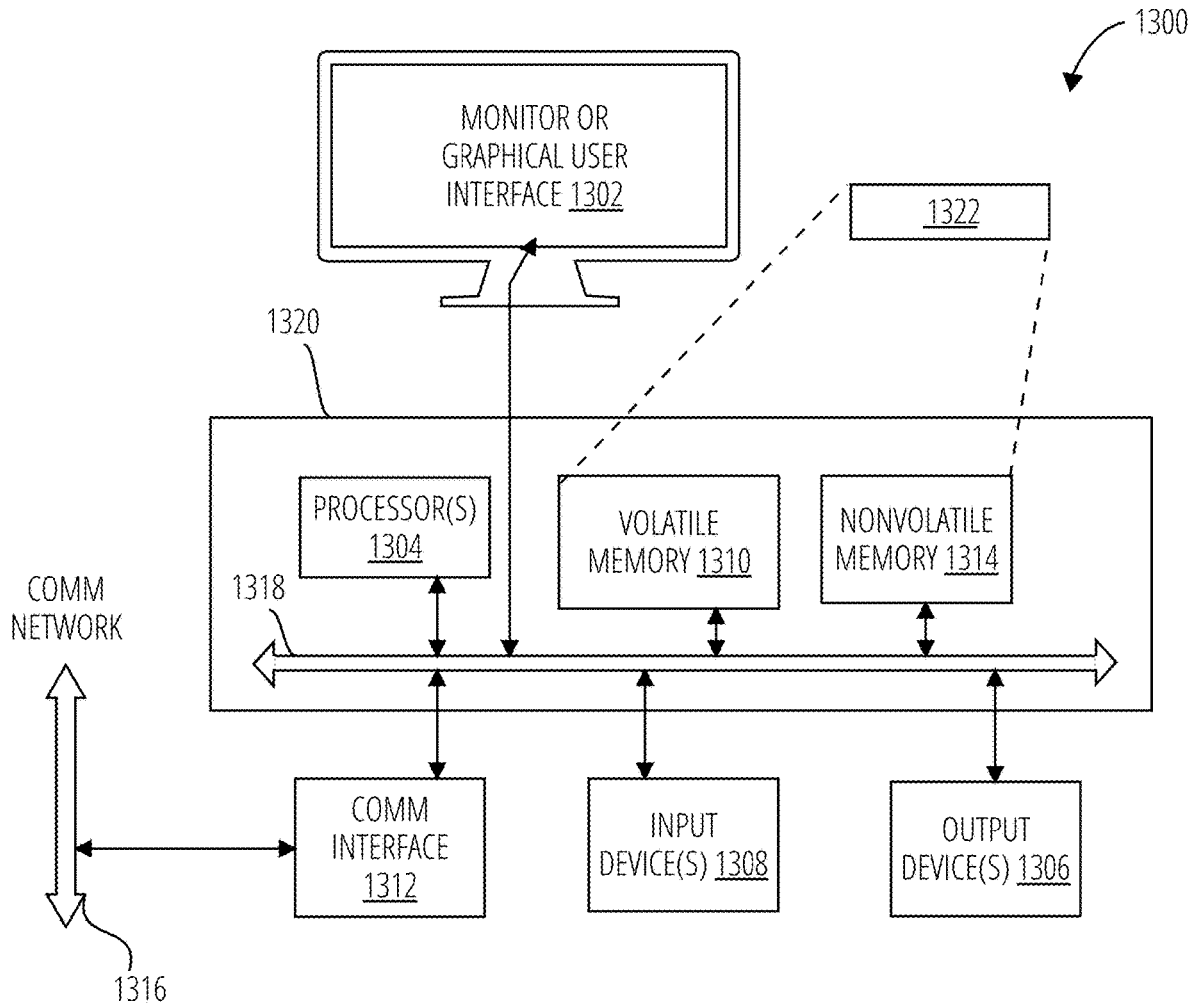 1300
MONITOR OR
GRAPHICAL USER
INTERFACE 1302
1322
1320
PROCESSOR(S)
1304
VOLATILE
MEMORY 1310
NONVOLATILE
MEMORY 1314
COMM
NETWORK
1318
COMM
INTERFACE
1312
INPUT
DEVICE(S) 1308
OUTPUT
DEVICE(S) 1306
1316